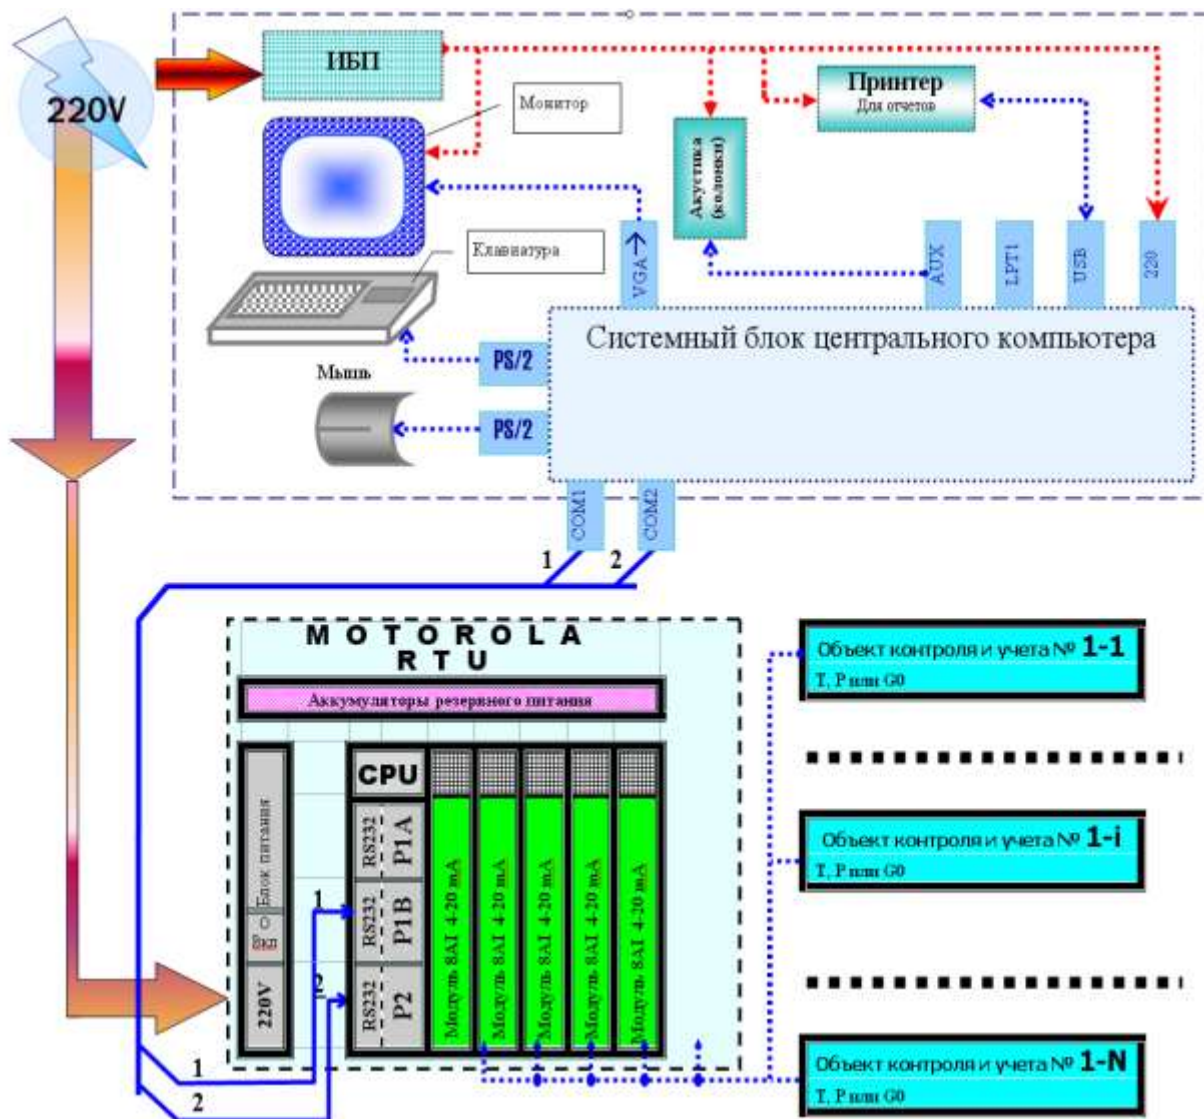 220V
ИБП
Монитор
Принтер
Для отчетов
Акустика
(колонки)
Клавиатура
VGA
AUX
LPT1
USB
220
Системный блок центрального компьютера
PS/2
Мышь
PS/2
COM1
COM2
1
2
MOTOROLA
RTU
Аккумуляторы резервного питания
Блок питания
Вкл
220V
CPU
RS232
P1A
RS232
P1B
RS232
P2
Модуль 8AI 4-20 mA
Модуль 8AI 4-20 mA
Модуль 8AI 4-20 mA
Модуль 8AI 4-20 mA
Модуль 8AI 4-20 mA
1
2
1
2
Объект контроля и учета № 1-1
T, P или G0
Объект контроля и учета № 1-i
T, P или G0
Объект контроля и учета № 1-N
T, P или G0